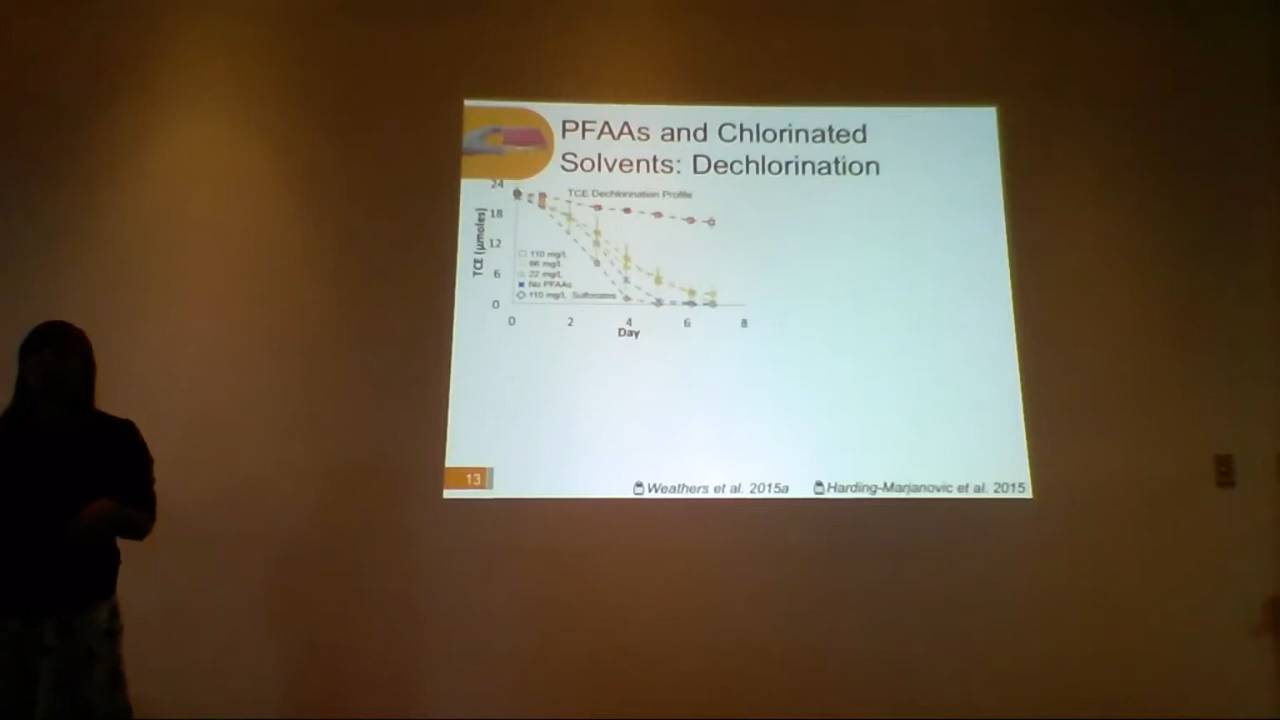 PFAAs and Chlorinated
Solvents: Dechlorination
TCE Dechlorination Profile
TCE (µmoles)
24
18
12
6
0
110 mg/L
66 mg/L
22 mg/L
No PFAAs
110 mg/L Sulfonates
0 2 4 6 8
Day
13
Weathers et al. 2015a
Harding-Marjanovic et al. 2015